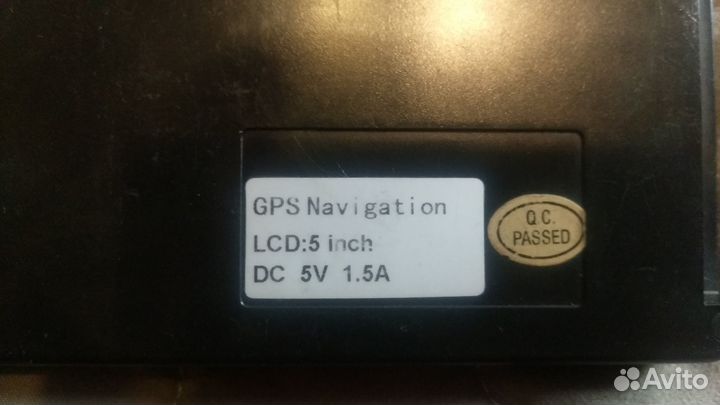 GPS Navigation
LCD:5 inch
DC 5V 1.5A
Q.C.
PASSED
Avito